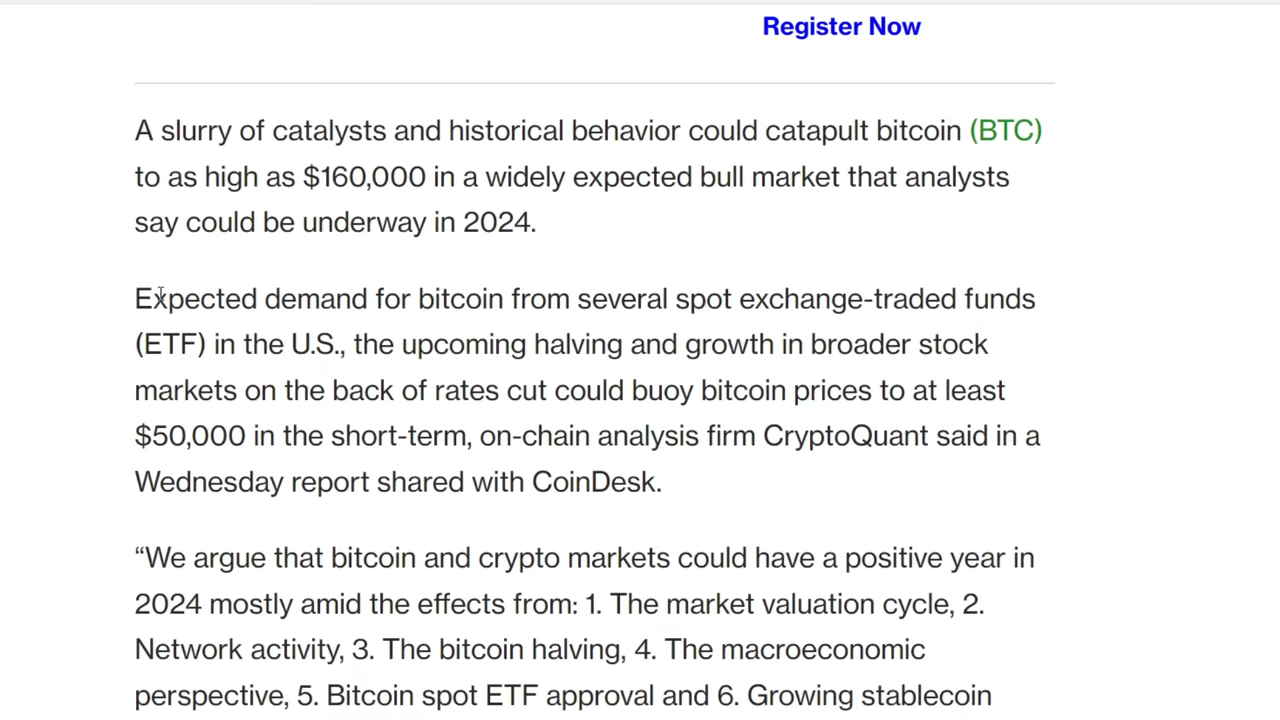 Register Now
A slurry of catalysts and historical behavior could catapult bitcoin (BTC)
to as high as $160,000 in a widely expected bull market that analysts
say could be underway in 2024.
Expected demand for bitcoin from several spot exchange-traded funds
(ETF) in the U.S., the upcoming halving and growth in broader stock
markets on the back of rates cut could buoy bitcoin prices to at least
$50,000 in the short-term, on-chain analysis firm CryptoQuant said in a
Wednesday report shared with CoinDesk.
“We argue that bitcoin and crypto markets could have a positive year in
2024 mostly amid the effects from: 1. The market valuation cycle, 2.
Network activity, 3. The bitcoin halving, 4. The macroeconomic
perspective, 5. Bitcoin spot ETF approval and 6. Growing stablecoin